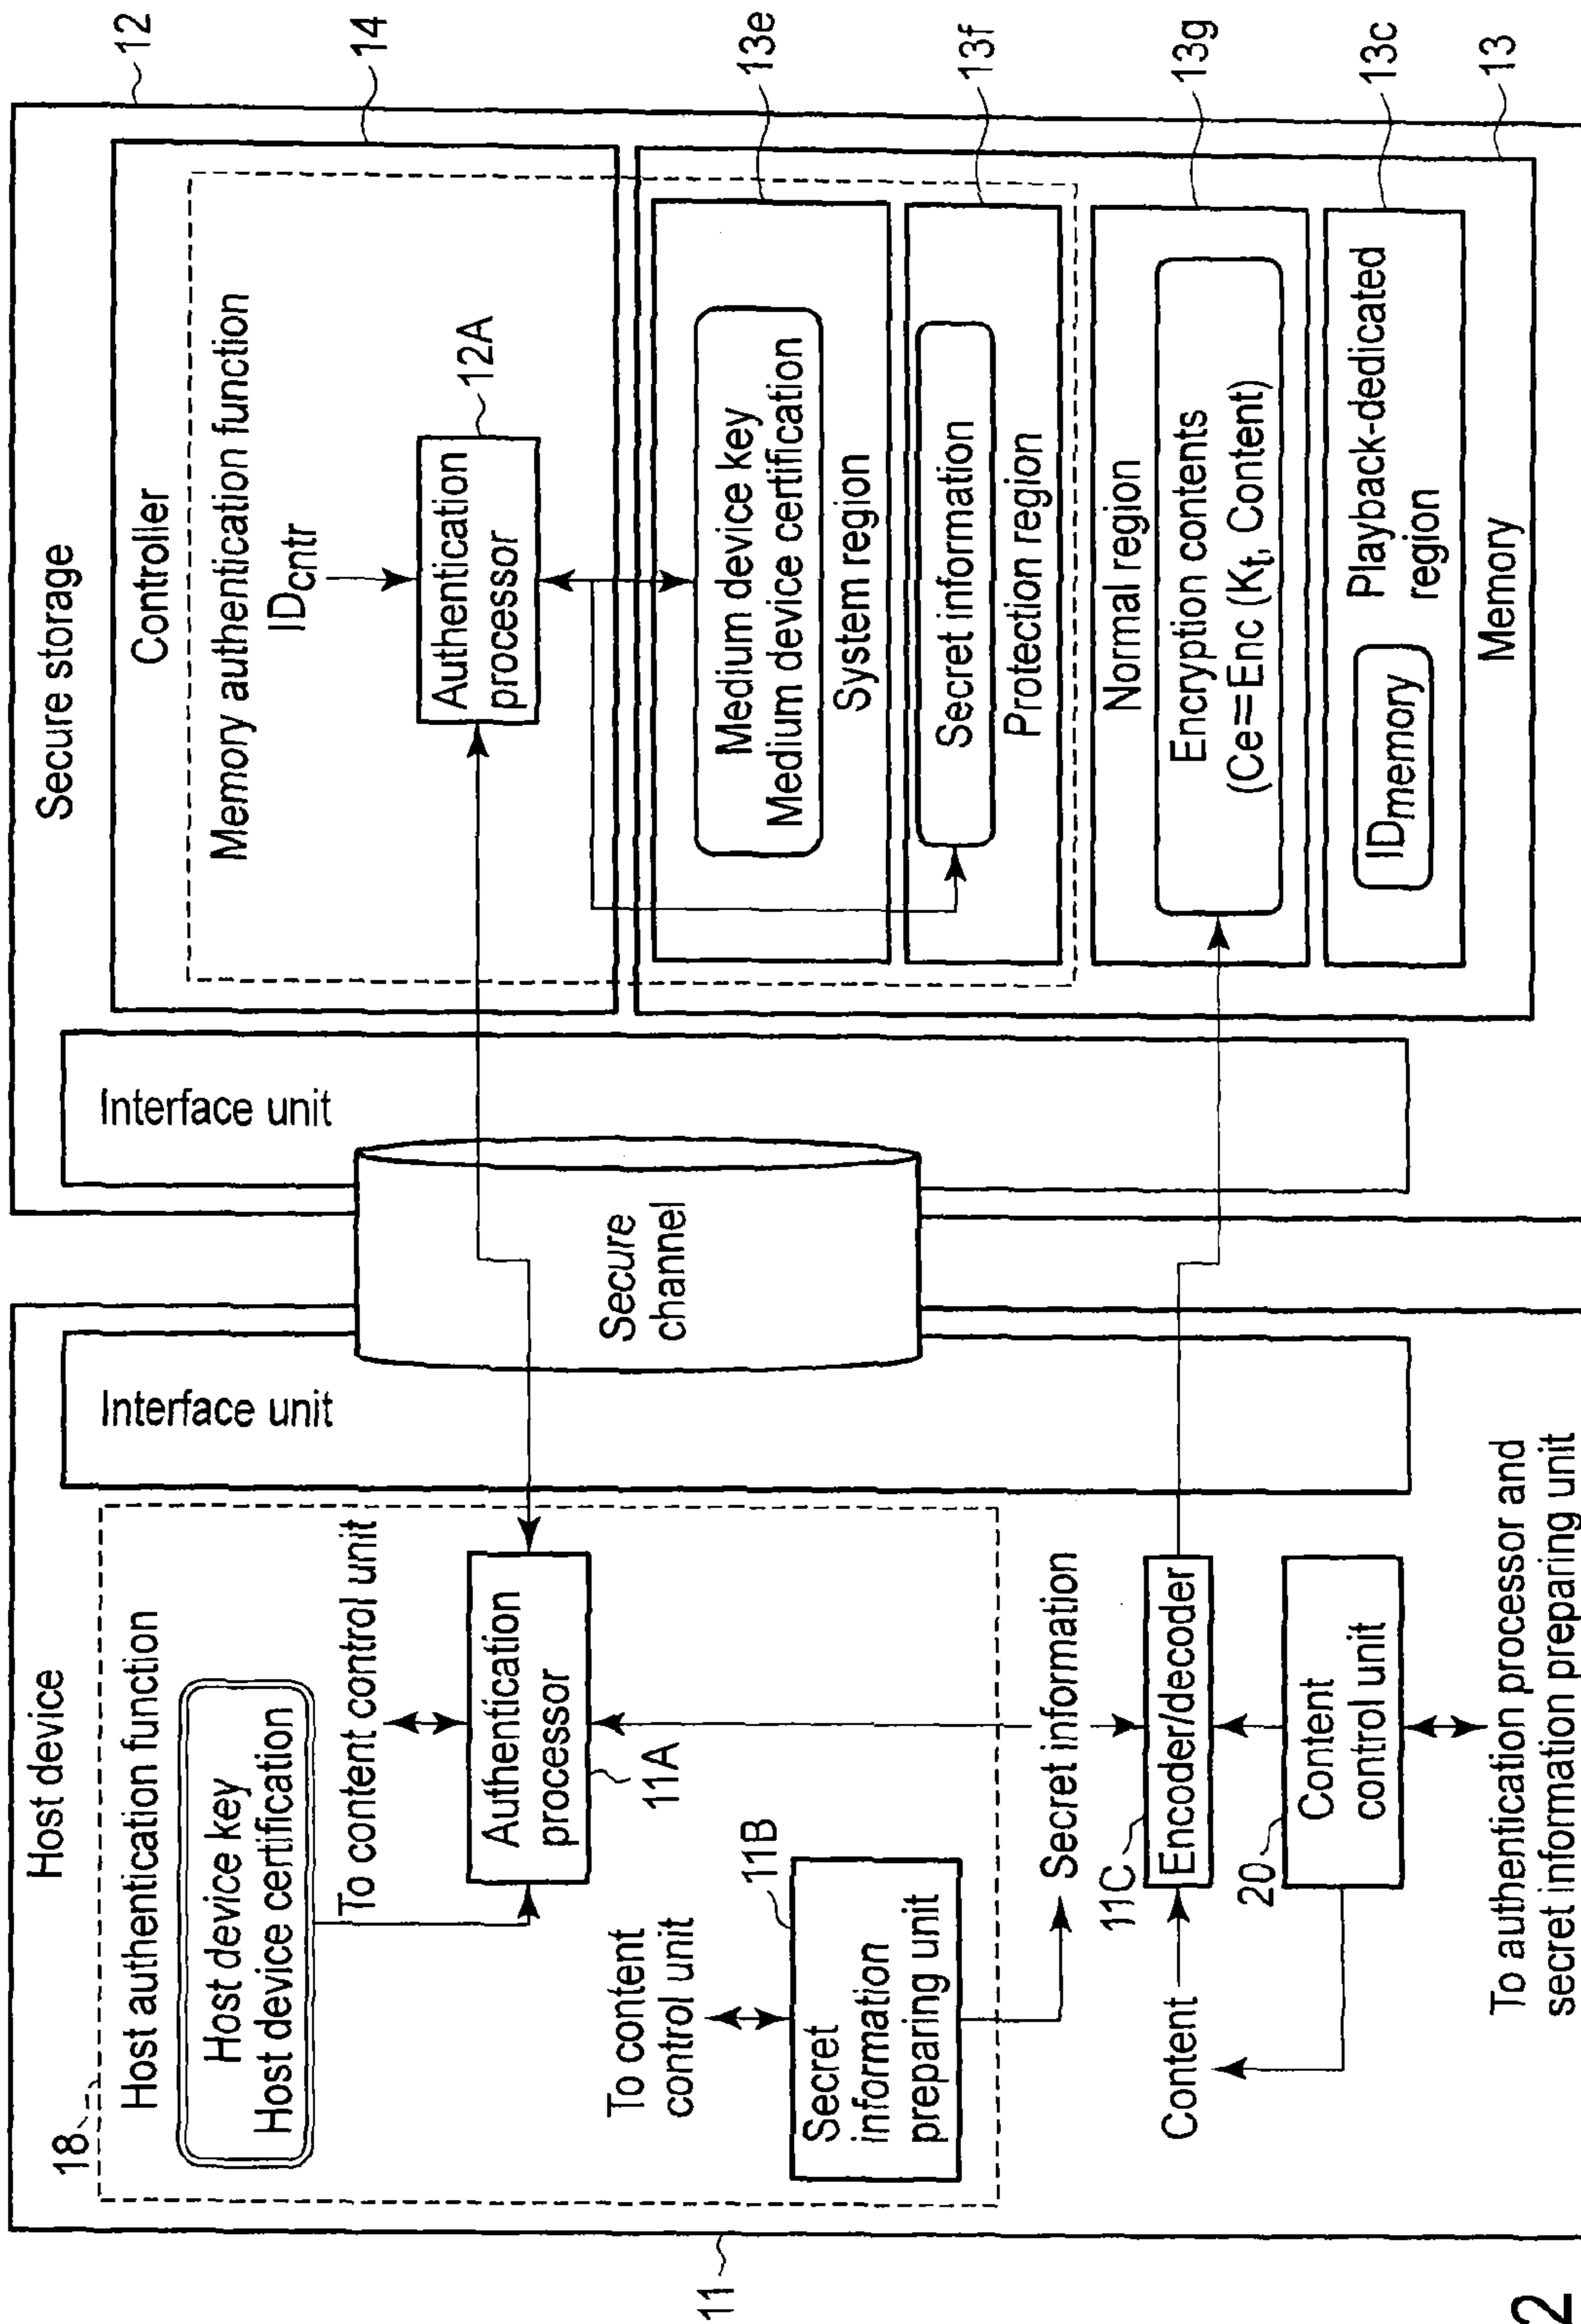 Host device
18
Host authentication function
Host device key
Host device certification
To content control unit
Authentication
processor
11A
To content
control unit
11B
Secret
information
preparing unit
Secret information
11C
Encoder/decoder
Content
20
Content
control unit
To authentication processor and
secret information preparing unit
11
Interface unit
Secure
channel
Interface unit
Secure storage
12
Controller
14
Memory authentication function
IDcntr
Authentication
processor
12A
Medium device key
Medium device certification
System region
13e
Secret information
Protection region
13f
Normal region
Encryption contents
(Ce=Enc (Kt, Content)
13g
Playback-dedicated
region
IDmemory
13c
Memory
13
2